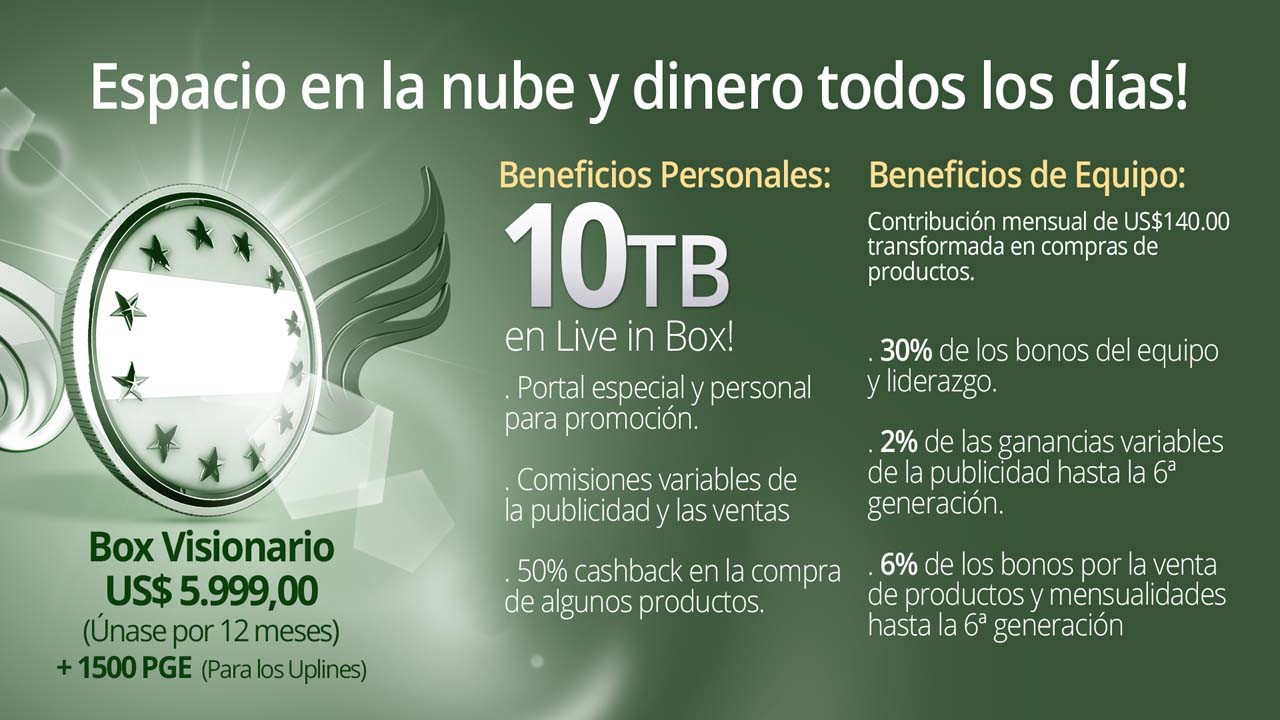 Espacio en la nube y dinero todos los días!
Beneficios Personales:
10TB
en Live in Box!
. Portal especial y personal
para promoción.
. Comisiones variables de
la publicidad y las ventas
. 50% cashback en la compra
de algunos productos.
Beneficios de Equipo:
Contribución mensual de US$140.00
transformada en compras de
productos.
. 30% de los bonos del equipo
y liderazgo.
. 2% de las ganancias variables
de la publicidad hasta la 6ª
generación.
. 6% de los bonos por la venta
de productos y mensualidades
hasta la 6ª generación
Box Visionario
US$ 5.999,00
(Únase por 12 meses)
+ 1500 PGE (Para los Uplines)